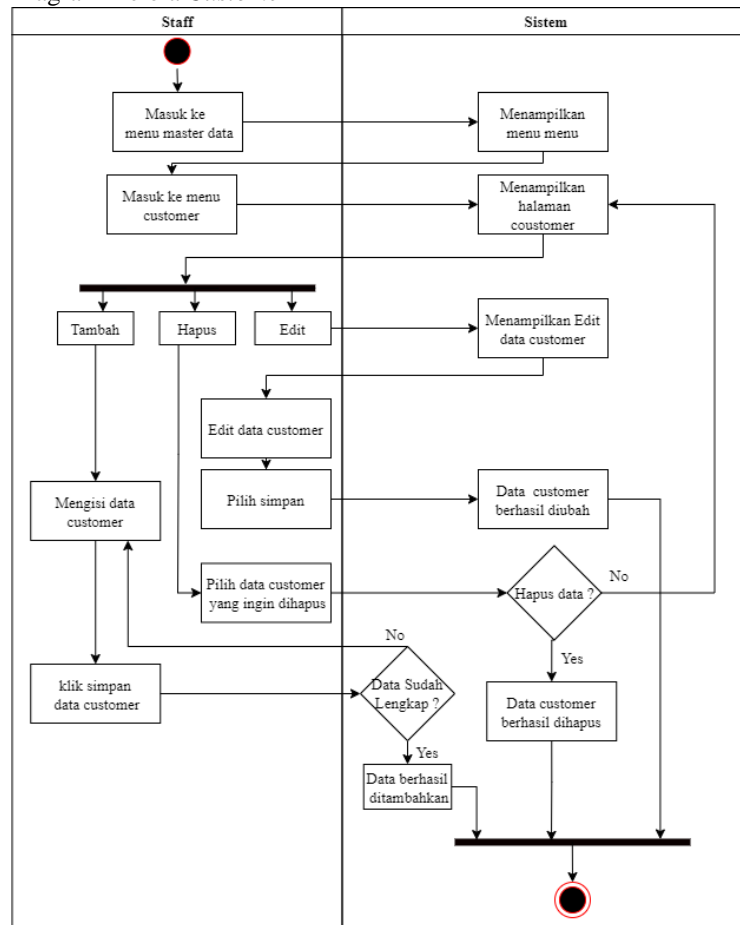 Staff
Sistem
Masuk ke
menu master data
Menampilkan
menu menu
Masuk ke menu
customer
Menampilkan
halaman
coustomer
Tambah
Hapus
Edit
Menampilkan Edit
data customer
Edit data customer
Mengisi data
customer
Pilih simpan
Data customer
berhasil diubah
Pilih data customer
yang ingin dihapus
Hapus data ?
No
Yes
No
klik simpan
data customer
Data Sudah
Lengkap ?
Data customer
berhasil dihapus
Yes
Data berhasil
ditambahkan